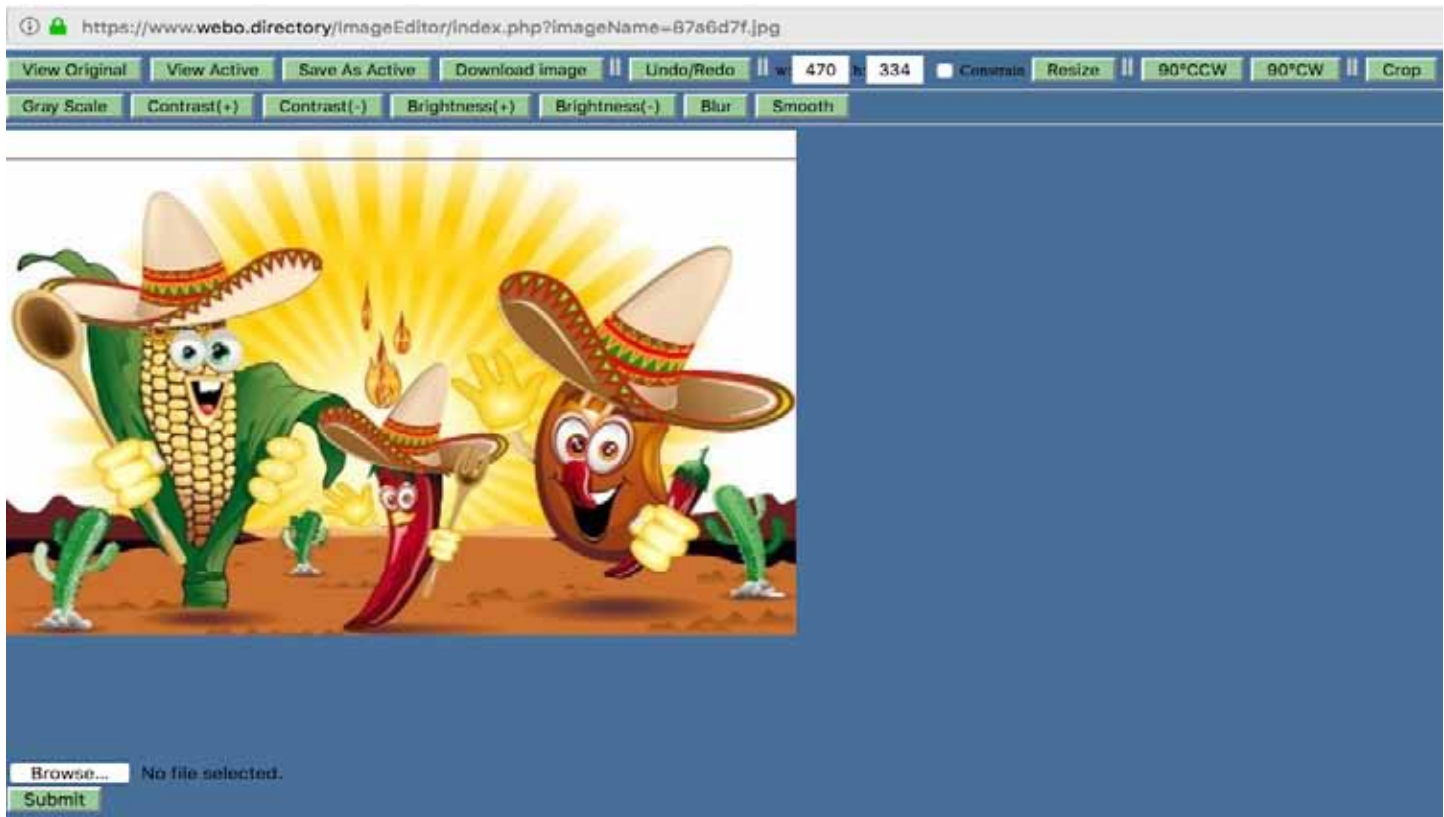 https://www.webo.directory/ImageEditor/index.php?imageName=87a6d7f.jpg
View Original View Active Save As Active Download image || Undo/Redo || w: 470 h: 334 Constrain Resize || 90°CCW 90°CW || Crop
Gray Scale Contrast(+) Contrast(-) Brightness(+) Brightness(-) Blur Smooth
Browse... No file selected.
Submit